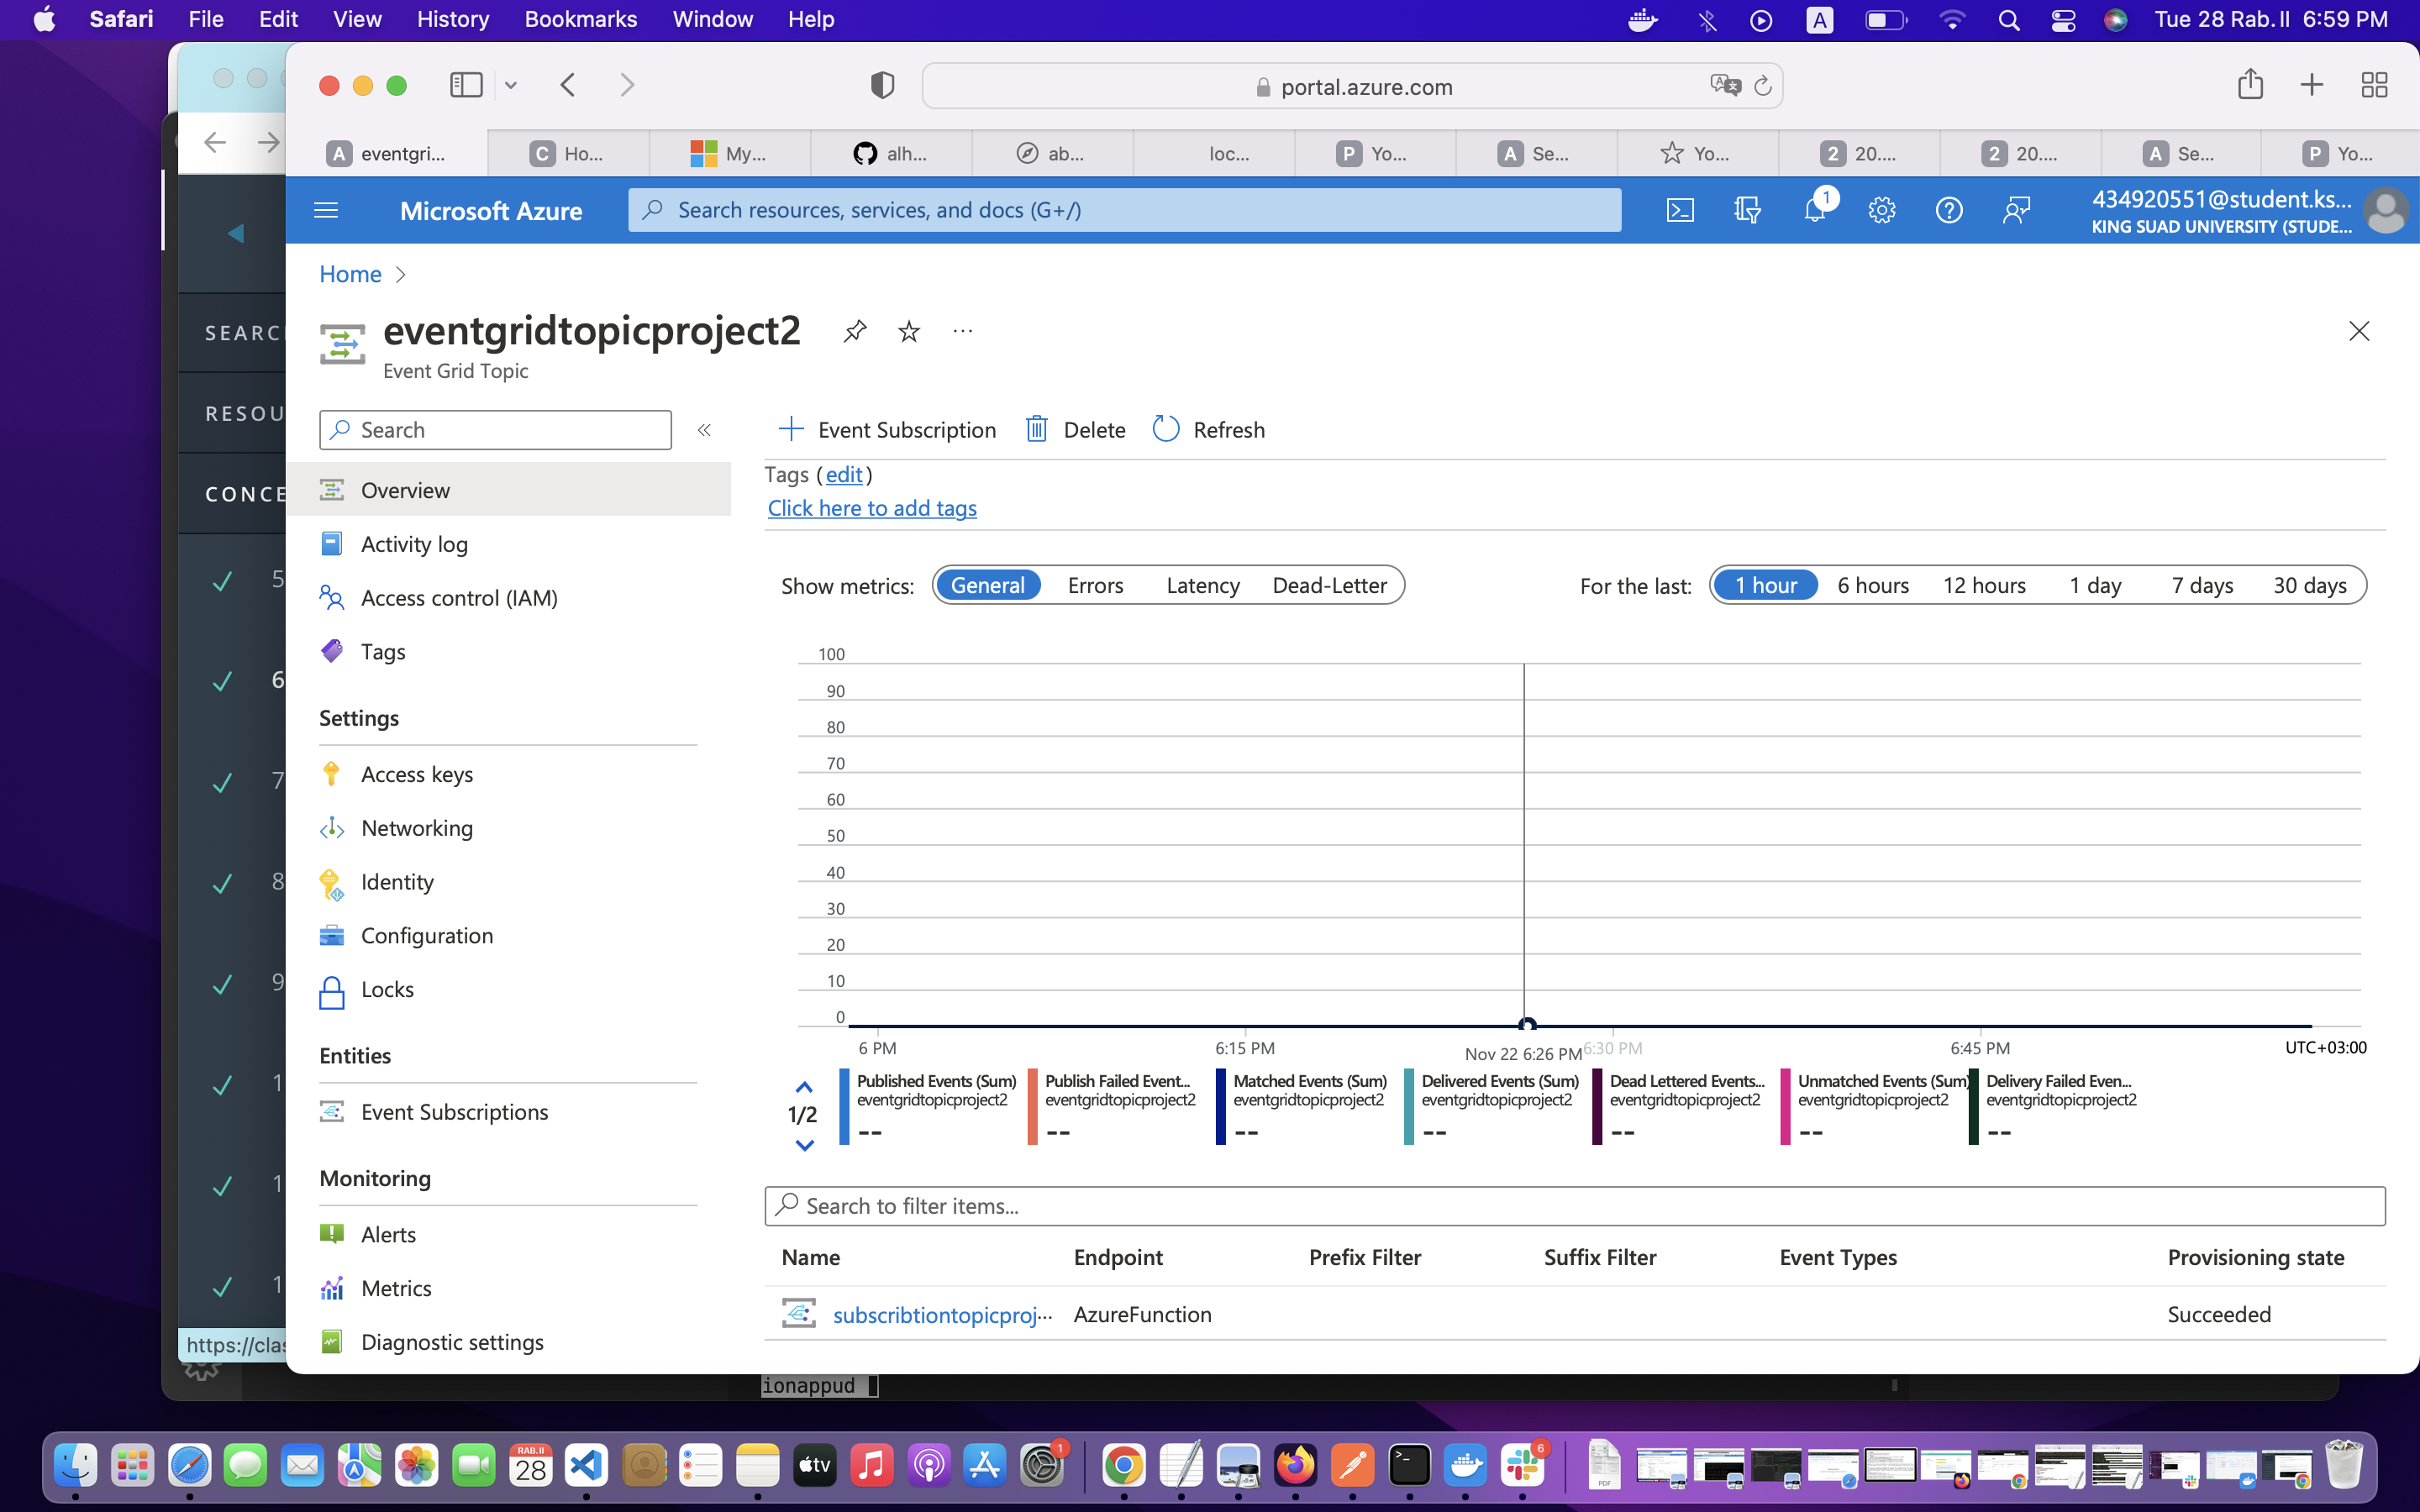 Safari File Edit View History Bookmarks Window Help A Tue 28 Rab. II 6:59 PM
portal.azure.com
A eventgri... C Ho... My... alh... ab... loc... P Yo... A Se... Yo... 2 20.... 2 20.... A Se... P Yo...
Microsoft Azure Search resources, services, and docs (G+/) 1 434920551@student.ks...
KING SUAD UNIVERSITY (STUDE...
Home
eventgridtopicproject2 ...
Event Grid Topic
Search «
Event Subscription Delete Refresh
Tags (edit)
Click here to add tags
Overview
Activity log
Access control (IAM)
Tags
Settings
Access keys
Networking
Identity
Configuration
Locks
Entities
Event Subscriptions
Monitoring
Alerts
Metrics
Diagnostic settings
Show metrics: General Errors Latency Dead-Letter For the last: 1 hour 6 hours 12 hours 1 day 7 days 30 days
100
90
80
70
60
50
40
30
20
10
0
6 PM 6:15 PM Nov 22 6:26 PM 6:30 PM 6:45 PM UTC+03:00
1/2
Published Events (Sum) Publish Failed Event... Matched Events (Sum) Delivered Events (Sum) Dead Lettered Events... Unmatched Events (Sum) Delivery Failed Even...
eventgridtopicproject2 eventgridtopicproject2 eventgridtopicproject2 eventgridtopicproject2 eventgridtopicproject2 eventgridtopicproject2 eventgridtopicproject2
-- -- -- -- -- -- --
Search to filter items...
Name Endpoint Prefix Filter Suffix Filter Event Types Provisioning state
subscribtiontopicproj... AzureFunction Succeeded
SEARC
RESOU
CONCE
5
6
7
8
9
1
1
1
https://clas
ionappud
RAB.II
28
tv
1
6
PDF